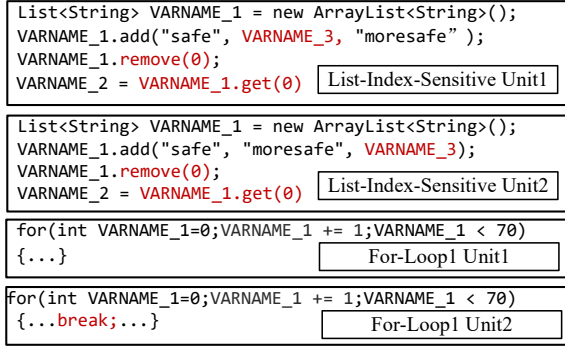 List<String> VARNAME_1 = new ArrayList<String>();
VARNAME_1.add("safe", VARNAME_3, "moresafe” );
VARNAME_1.remove(0);
VARNAME_2 = VARNAME_1.get(0) List-Index-Sensitive Unit1
List<String> VARNAME_1 = new ArrayList<String>();
VARNAME_1.add("safe", "moresafe", VARNAME_3);
VARNAME_1.remove(0);
VARNAME_2 = VARNAME_1.get(0) List-Index-Sensitive Unit2
for(int VARNAME_1=0;VARNAME_1 += 1;VARNAME_1 < 70)
{...} For-Loop1 Unit1
for(int VARNAME_1=0;VARNAME_1 += 1;VARNAME_1 < 70)
{...break;...} For-Loop1 Unit2